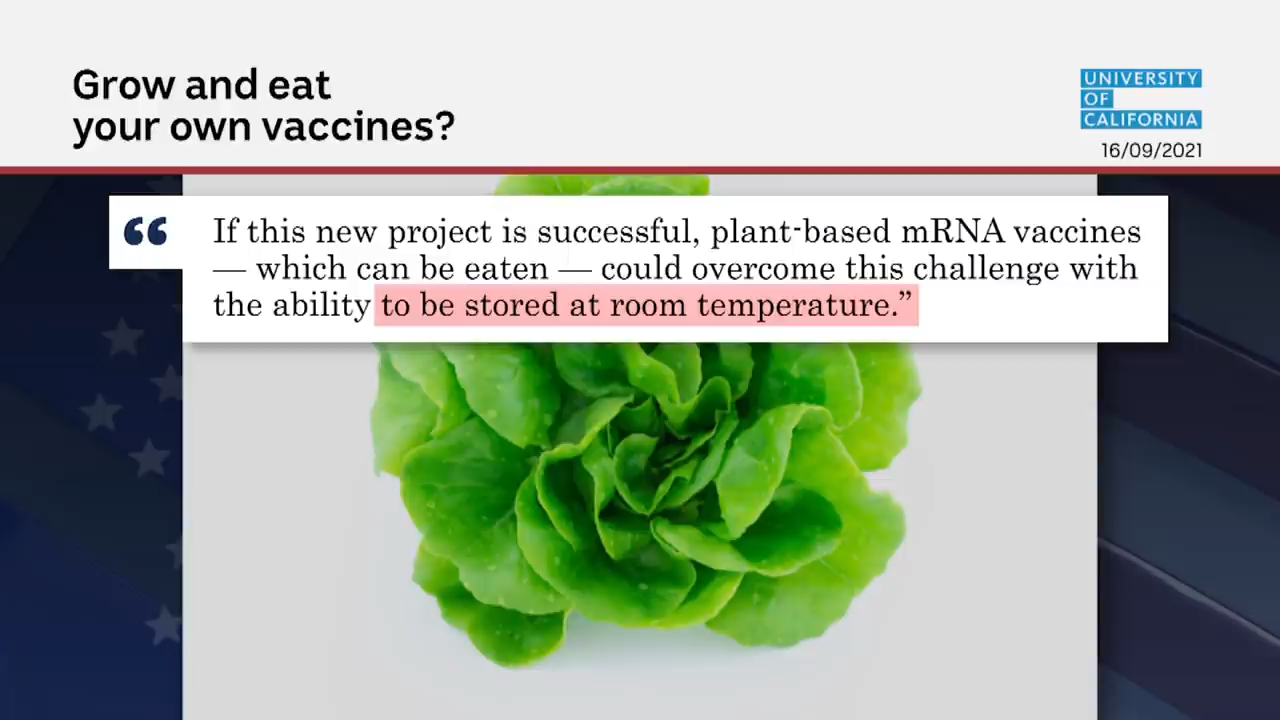 Grow and eat
your own vaccines?
UNIVERSITY
OF
CALIFORNIA
16/09/2021
“ If this new project is successful, plant-based mRNA vaccines
— which can be eaten — could overcome this challenge with
the ability to be stored at room temperature.”